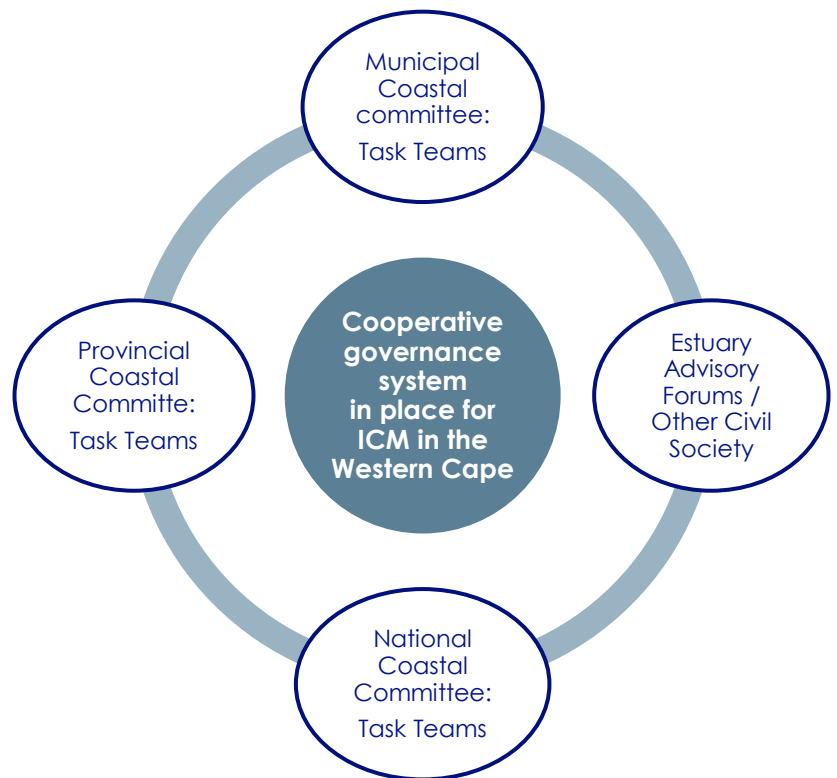 Municipal
Coastal
committee:
Task Teams
Provincial
Coastal
Committe:
Task Teams
Cooperative
governance
system
in place for
ICM in the
Western Cape
Estuary
Advisory
Forums /
Other Civil
Society
National
Coastal
Committee:
Task Teams